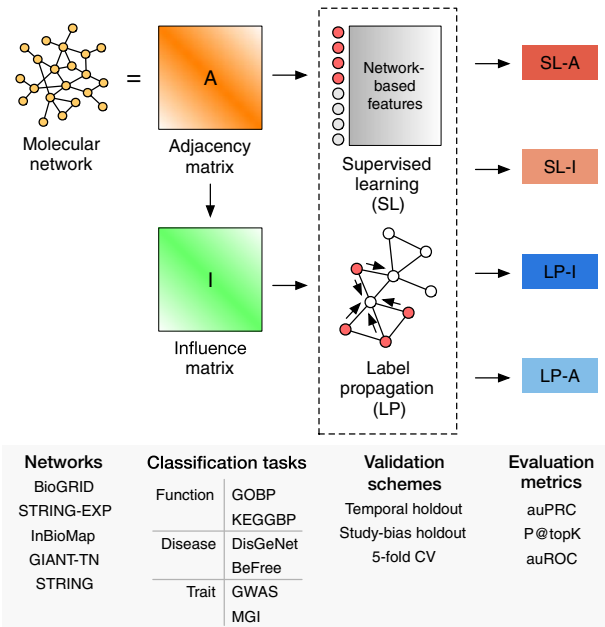 Molecular
network
=
A
Adjacency
matrix
I
Influence
matrix
Network-
based
features
Supervised
learning
(SL)
Label
propagation
(LP)
SL-A
SL-I
LP-I
LP-A
Networks
BioGRID
STRING-EXP
InBioMap
GIANT-TN
STRING
Classification tasks
Function GOBP
KEGGBP
Disease DisGeNet
BeFree
Trait GWAS
MGI
Validation
schemes
Temporal holdout
Study-bias holdout
5-fold CV
Evaluation
metrics
auPRC
P@topK
auROC